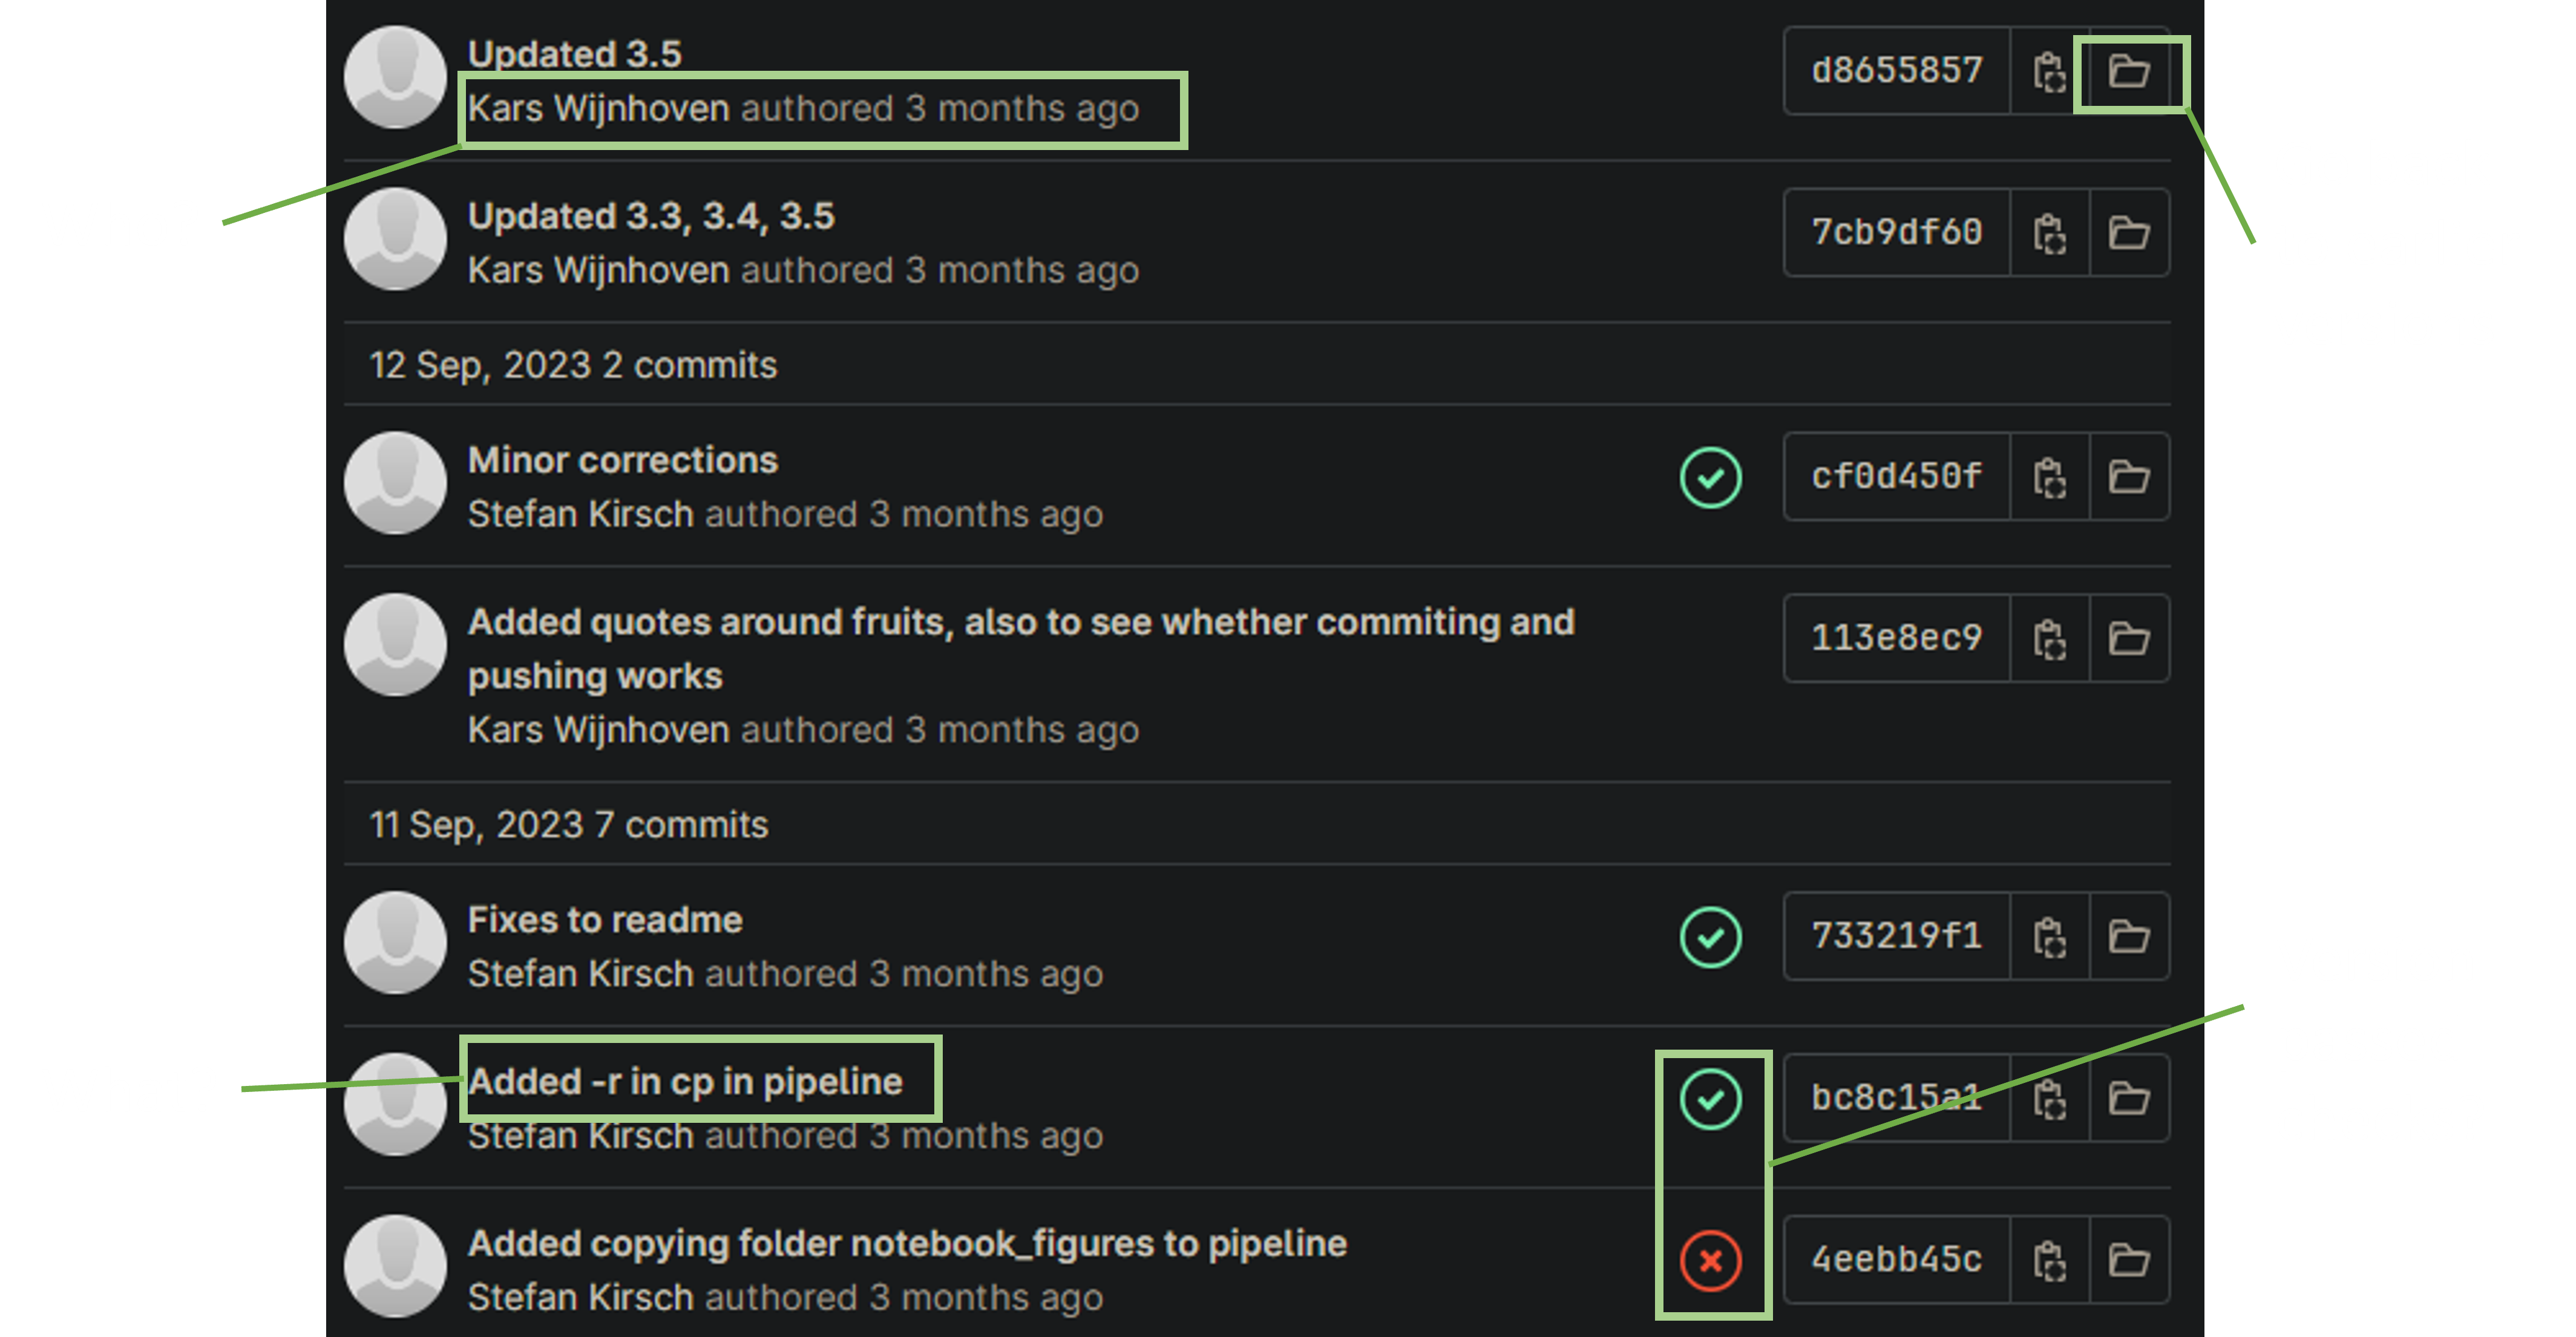 Updated 3.5
d8655857
Kars Wijnhoven authored 3 months ago
Updated 3.3, 3.4, 3.5
7cb9df60
Kars Wijnhoven authored 3 months ago
12 Sep, 2023 2 commits
Minor corrections
cf0d450f
Stefan Kirsch authored 3 months ago
Added quotes around fruits, also to see whether commiting and
113e8ec9
pushing works
Kars Wijnhoven authored 3 months ago
11 Sep, 2023 7 commits
Fixes to readme
733219f1
Stefan Kirsch authored 3 months ago
Added -r in cp in pipeline
bc8c15a1
Stefan Kirsch authored 3 months ago
Added copying folder notebook_figures to pipeline
4eebb45c
Stefan Kirsch authored 3 months ago